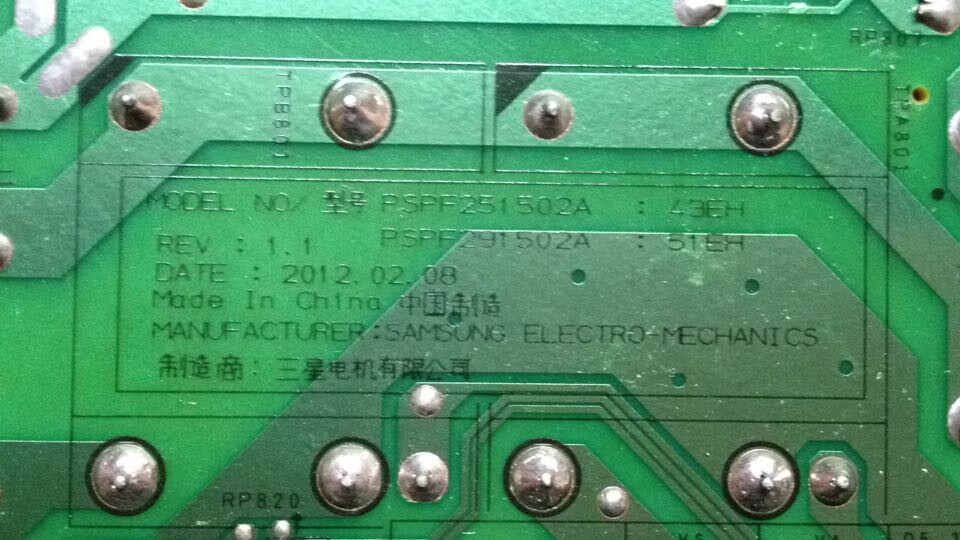 RP801
TPB801
TPA801
MODEL NO/ 型号 PSPF251502A : 43EH
REV : 1.1 PSPF291502A : 51EH
DATE : 2012.02.08
Made In China 中国制造
MANUFACTURER:SAMSUNG ELECTRO-MECHANICS
制造商: 三星电机有限公司
RP820